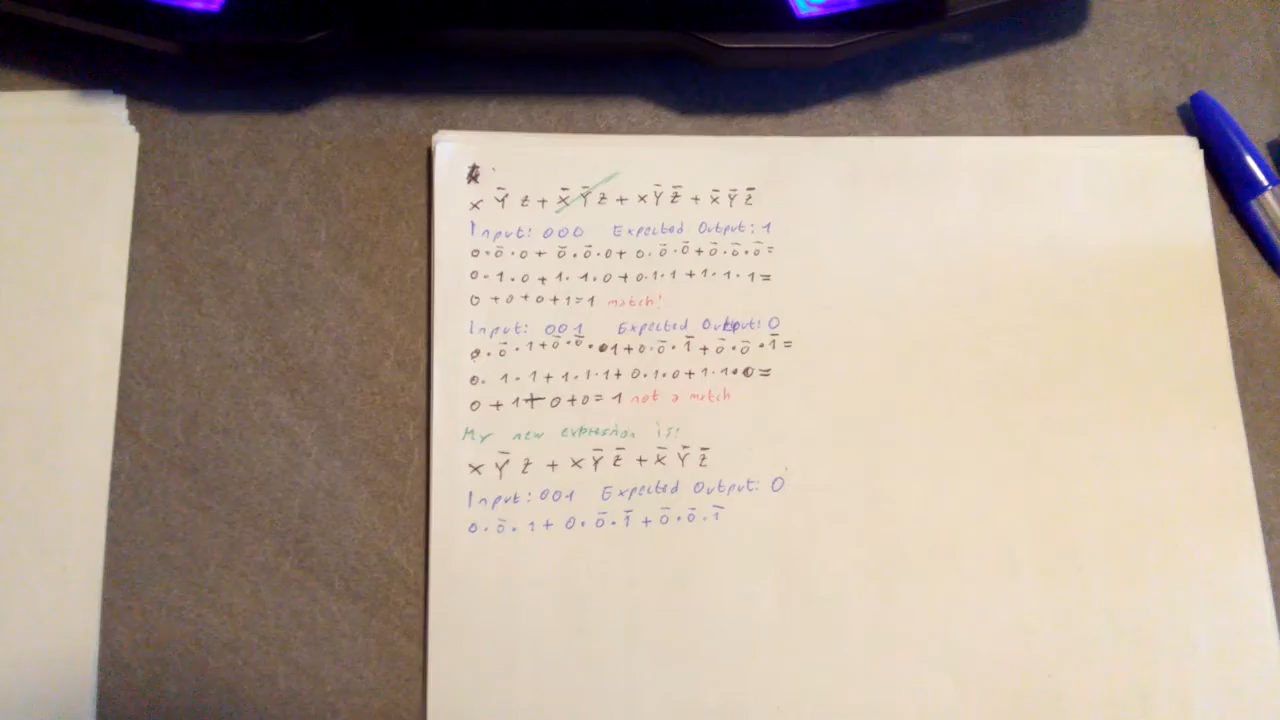 x Ȳ z + x̄ Ȳ z + x Ȳ z̄ + x̄ Ȳ z̄
Input: 000 Expected Output: 1
0·0̄·0 + 0̄·0̄·0 + 0·0̄·0̄ + 0̄·0̄·0̄ =
0·1·0 + 1·1·0 + 0·1·1 + 1·1·1 =
0 + 0 + 0 + 1 = 1 match!
Input: 001 Expected Output: 0
0·0̄·1 + 0̄·0̄·1 + 0·0̄·1̄ + 0̄·0̄·1̄ =
0·1·1 + 1·1·1 + 0·1·0 + 1·1·0 =
0 + 1 + 0 + 0 = 1 not a match
My new expression is:
x Ȳ z + x Ȳ z̄ + x̄ Ȳ z̄
Input: 001 Expected Output: 0
0·0̄·1 + 0·0̄·1̄ + 0̄·0̄·1̄